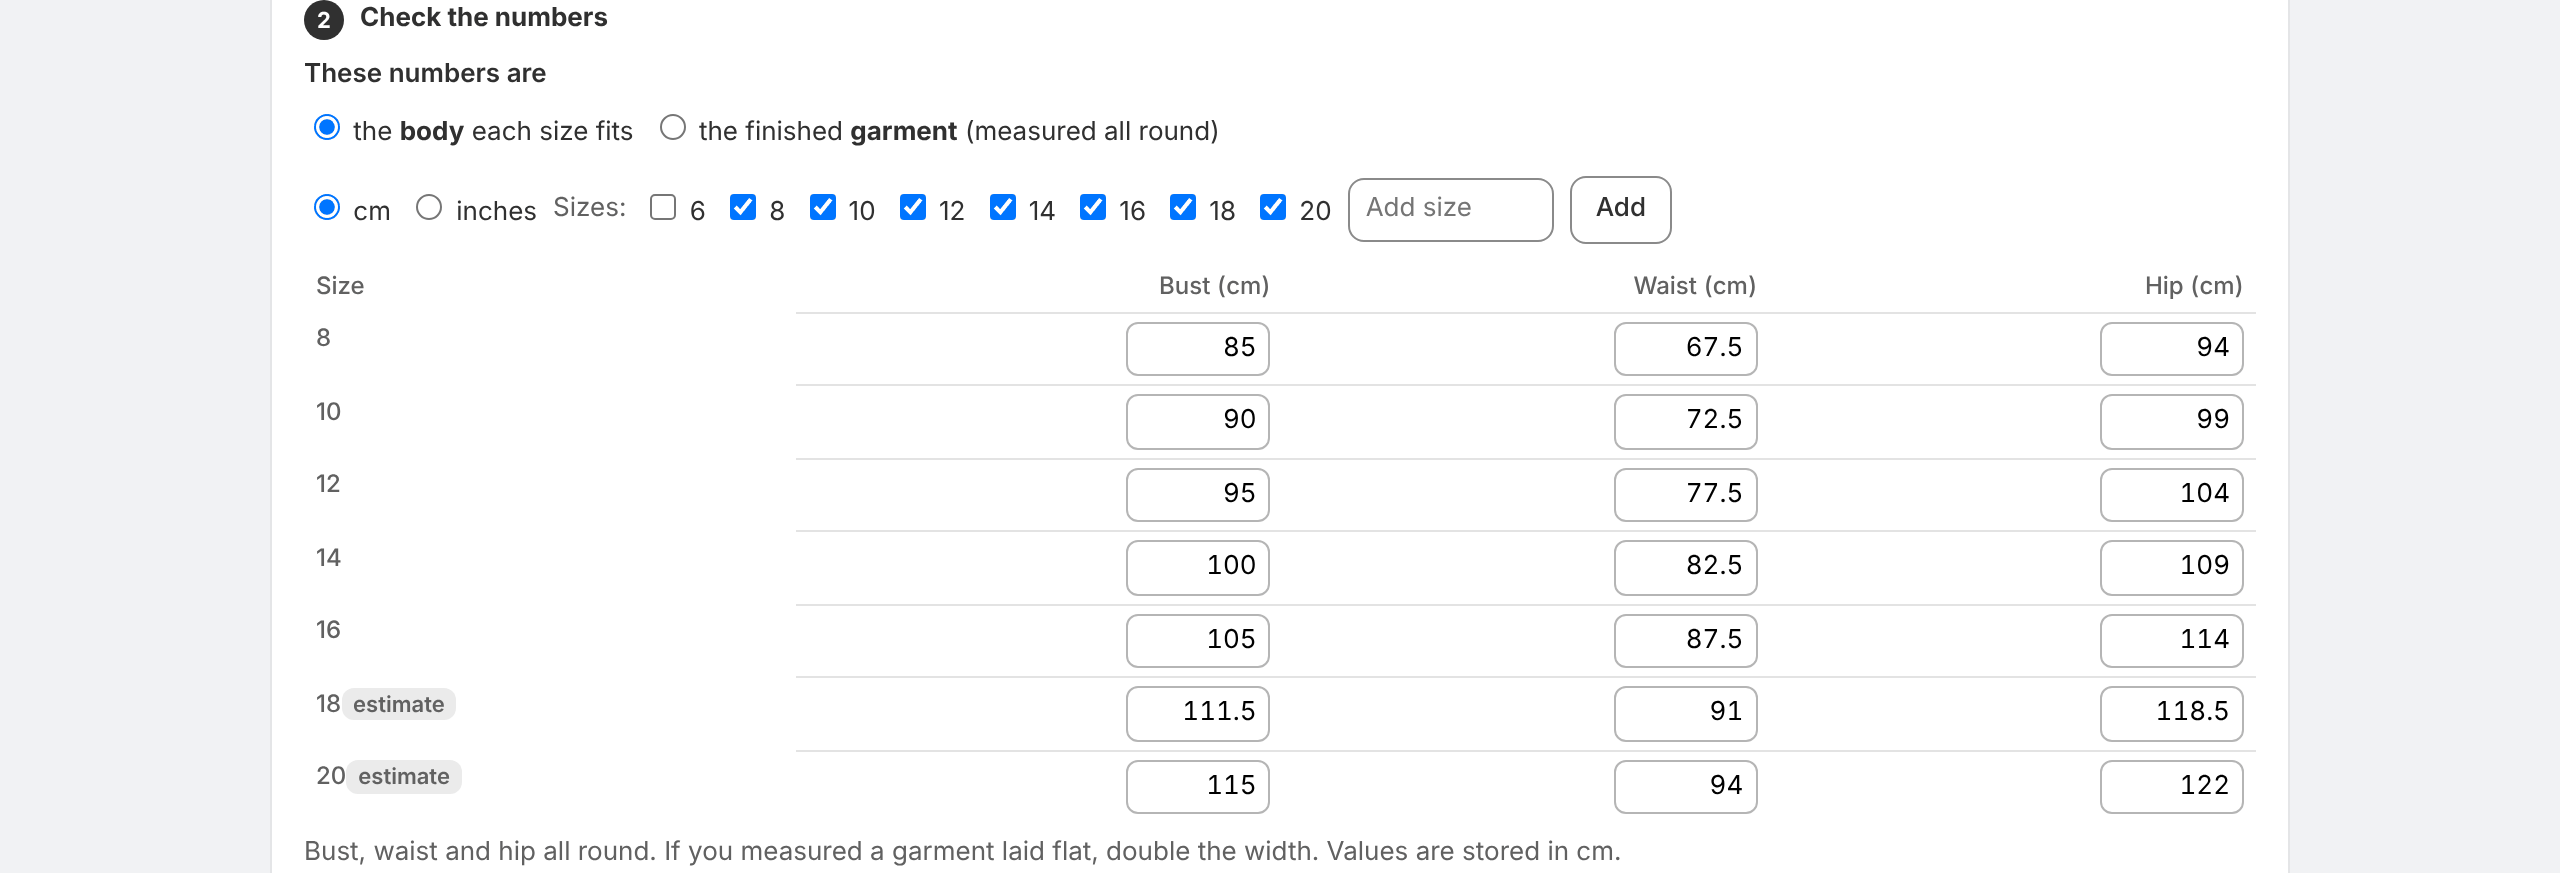 2 Check the numbers
These numbers are
the body each size fits the finished garment (measured all round)
cm inches Sizes: 6 8 10 12 14 16 18 20 Add size Add
Size Bust (cm) Waist (cm) Hip (cm)
8 85 67.5 94
10 90 72.5 99
12 95 77.5 104
14 100 82.5 109
16 105 87.5 114
18 estimate 111.5 91 118.5
20 estimate 115 94 122
Bust, waist and hip all round. If you measured a garment laid flat, double the width. Values are stored in cm.